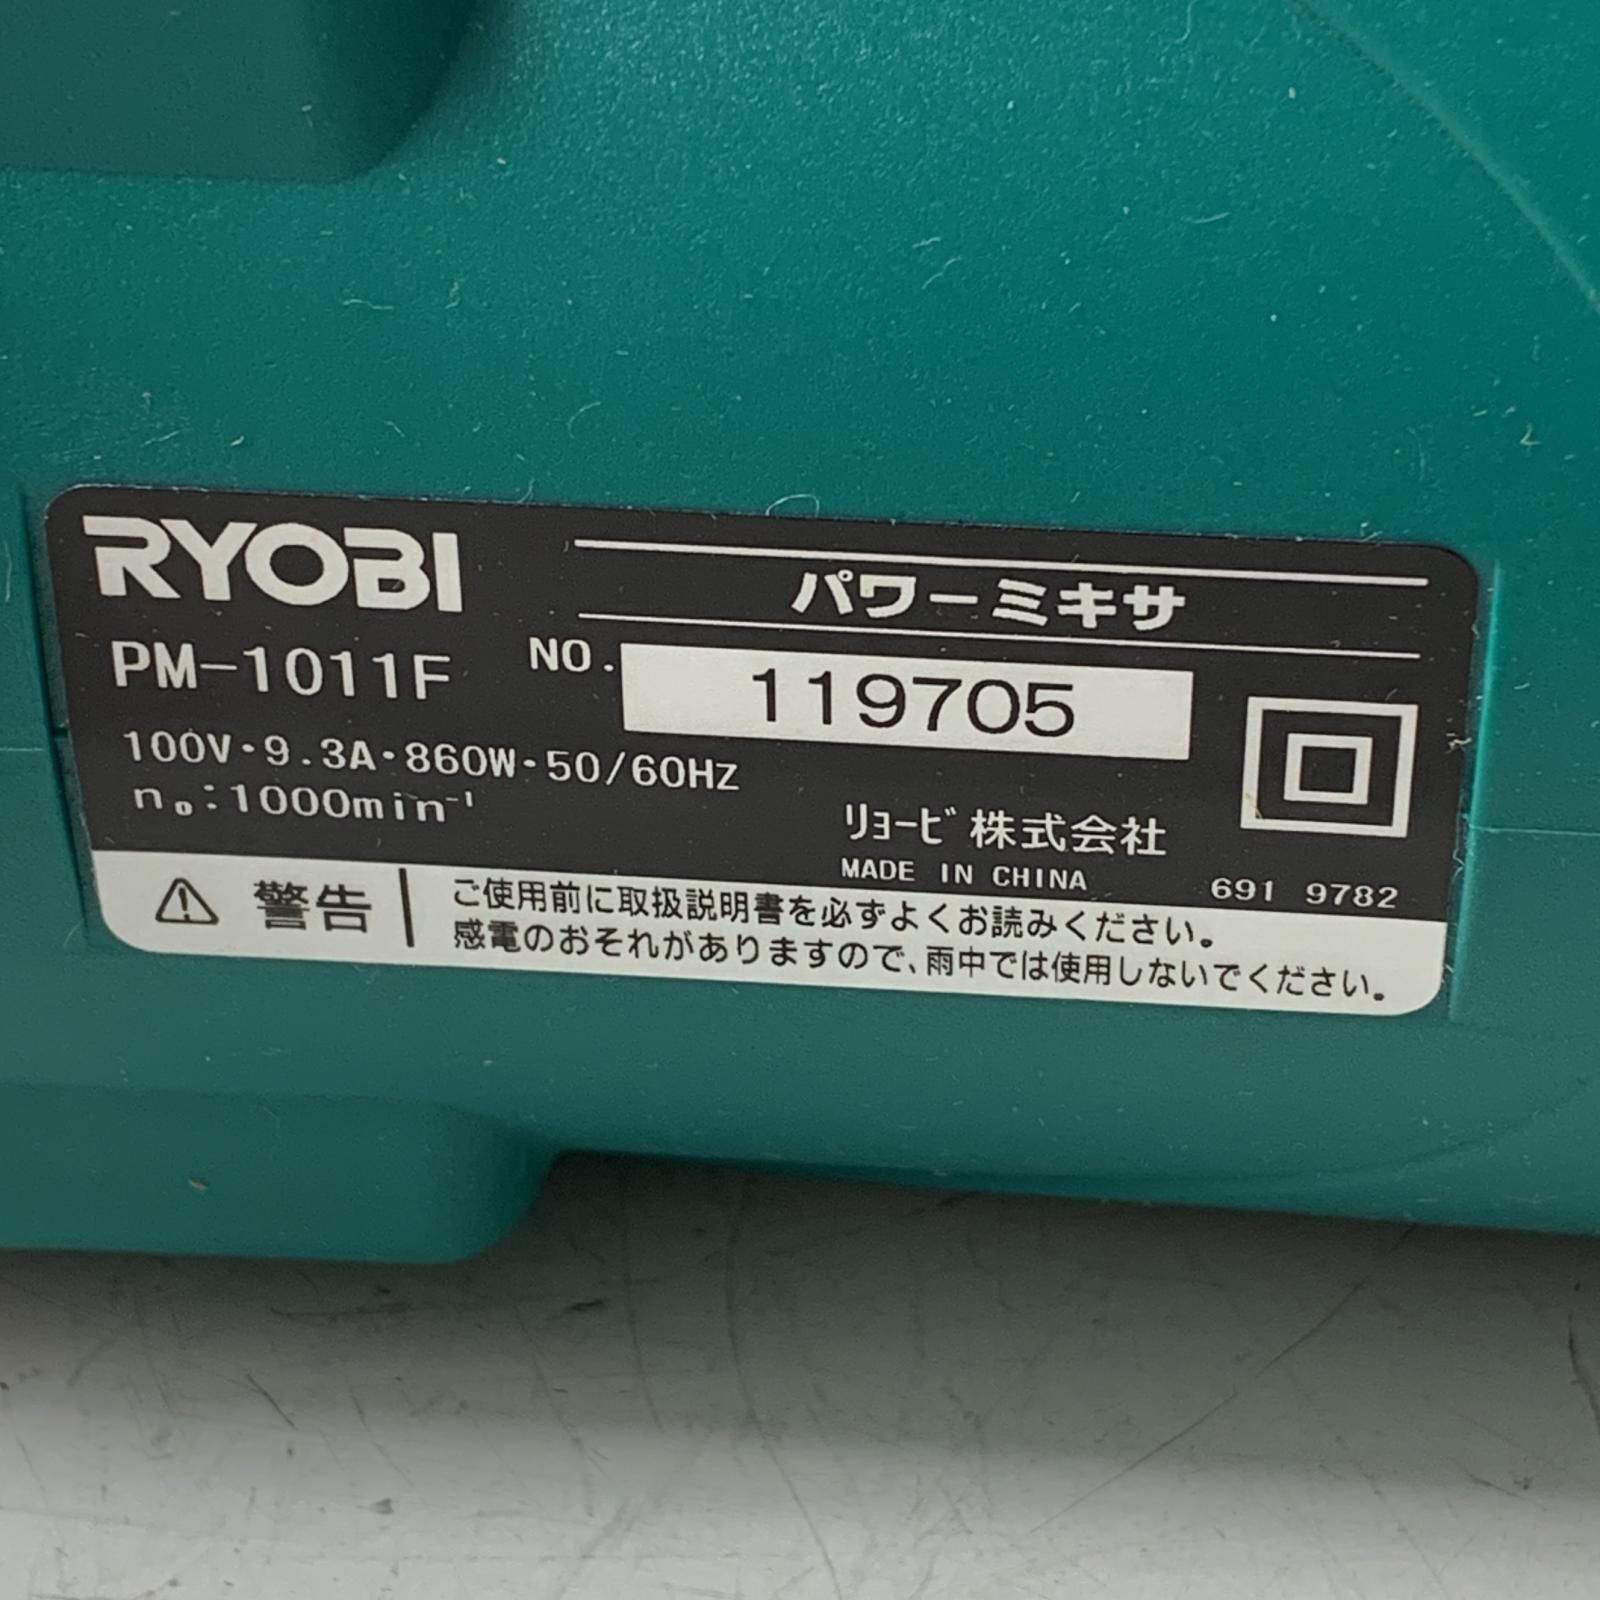 RYOBI
パワーミキサ
PM-1011F
NO. 119705
100V・9.3A・860W・50/60HZ
n₀:1000min⁻¹
リョービ株式会社
MADE IN CHINA
691 9782
警告
ご使用前に取扱説明書を必ずよくお読みください。
感電のおそれがありますので、雨中では使用しないでください。